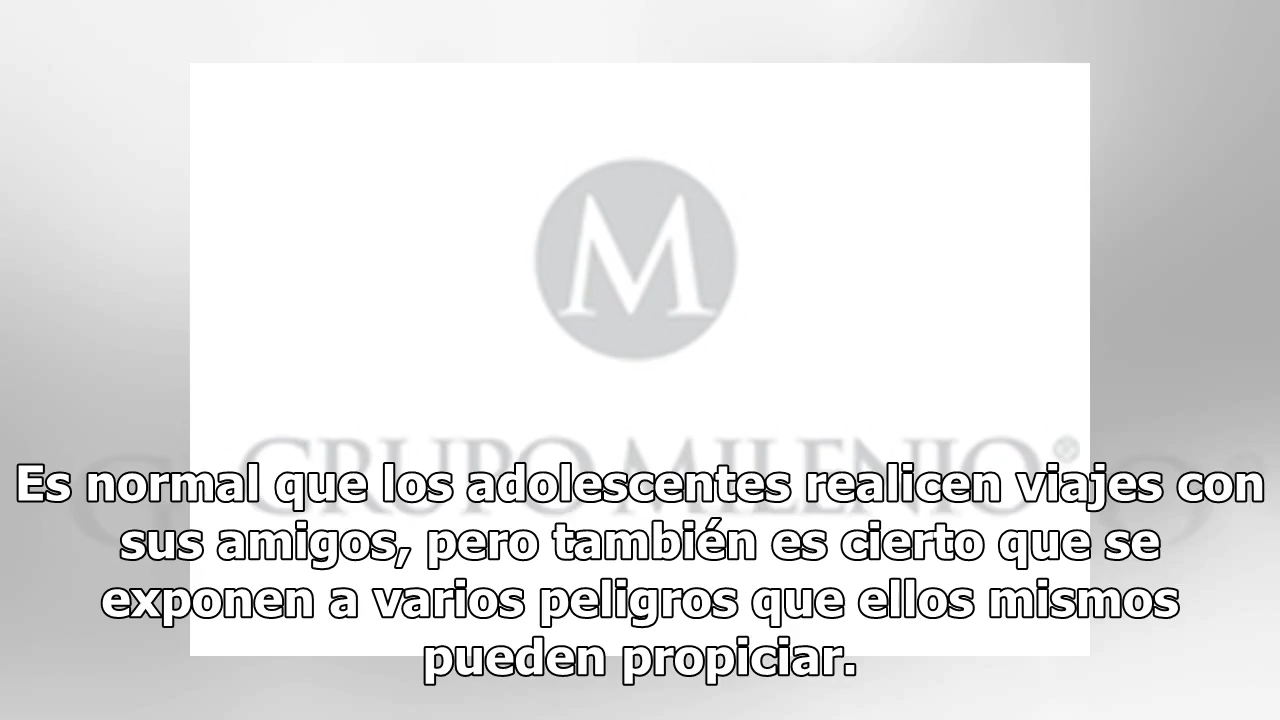 M
GRUPO MILENIO®
Es normal que los adolescentes realicen viajes con
sus amigos, pero también es cierto que se
exponen a varios peligros que ellos mismos
pueden propiciar.